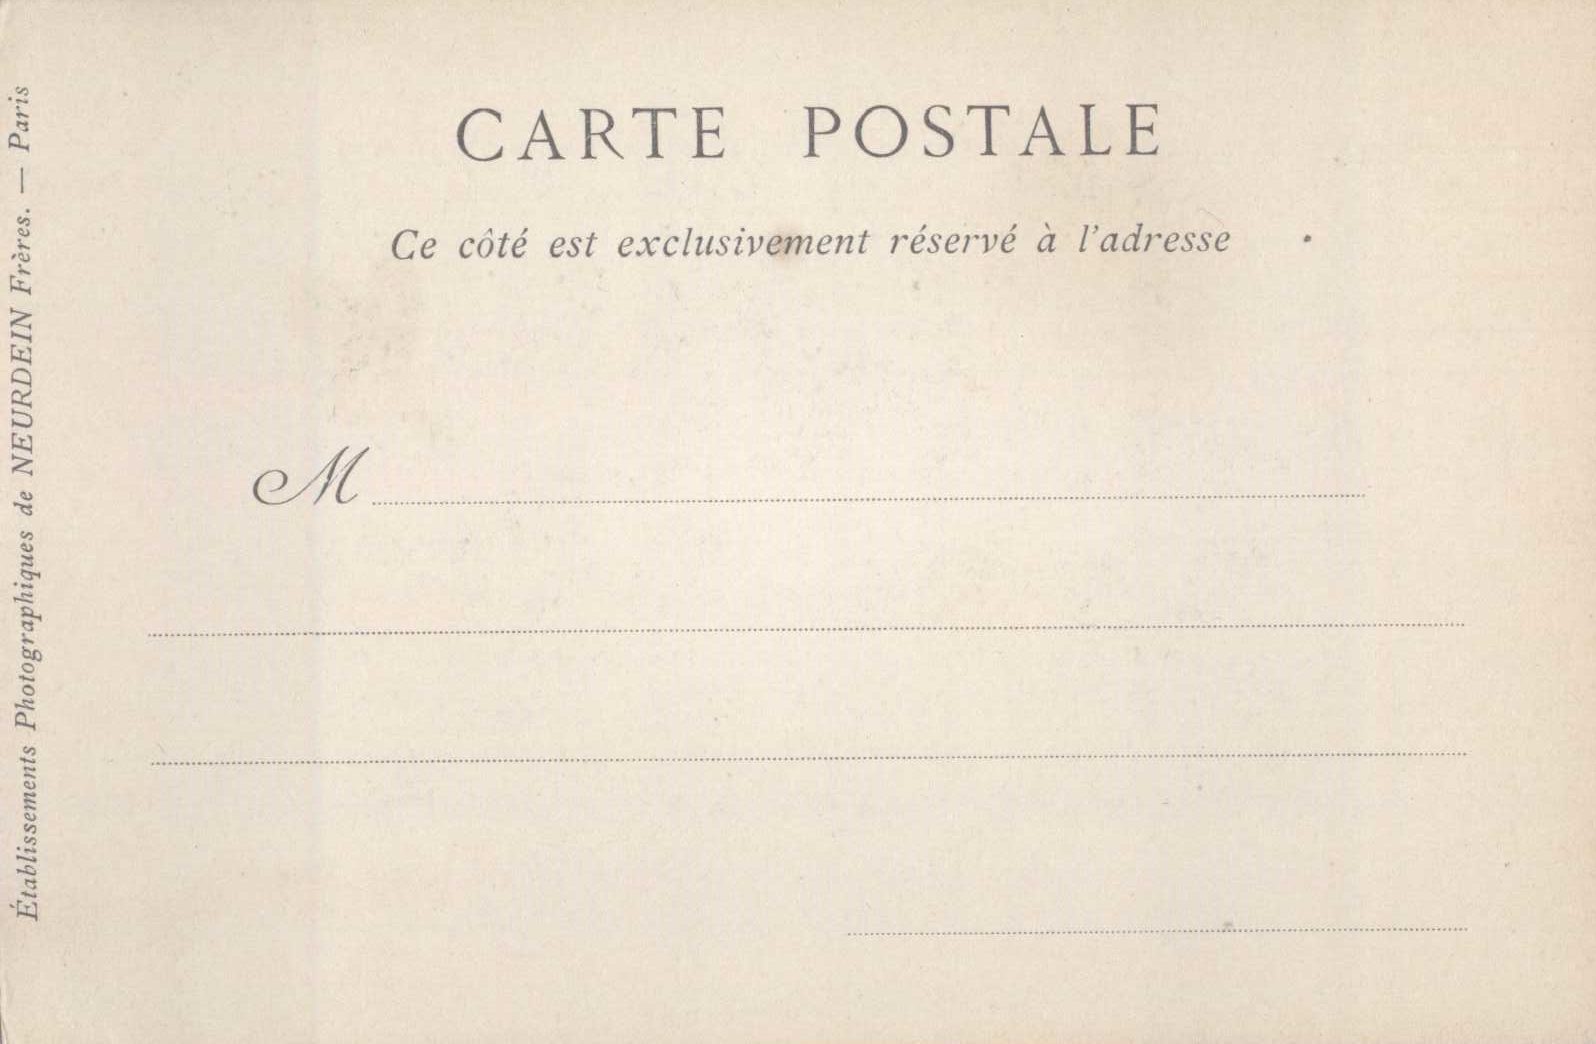 CARTE POSTALE
Ce côté est exclusivement réservé à l'adresse
M
Établissements Photographiques de NEURDEIN Frères. — Paris